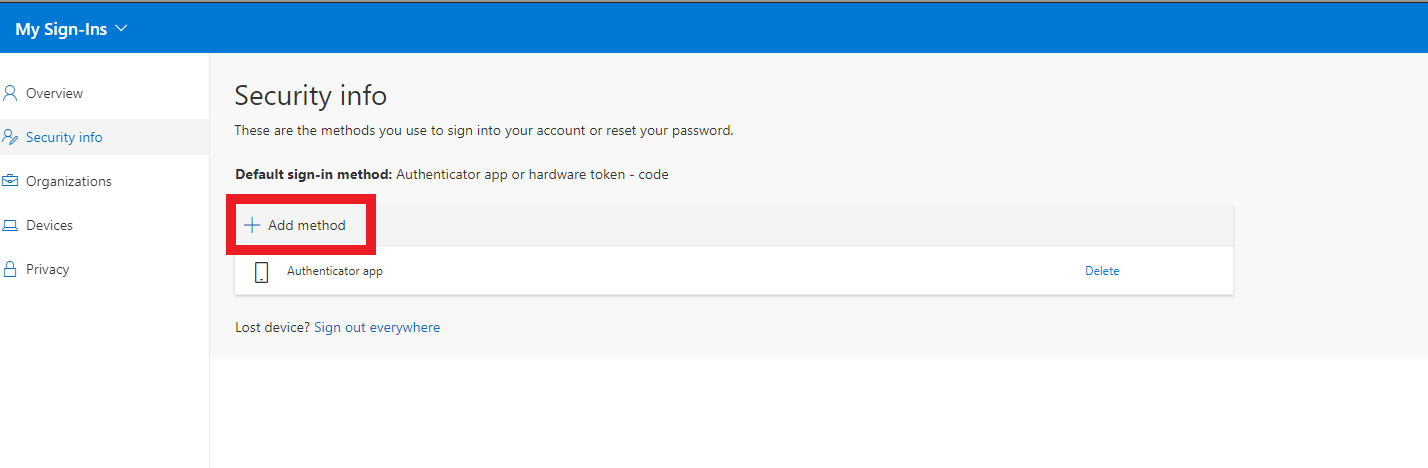 My Sign-Ins
Overview
Security info
Organizations
Devices
Privacy
Security info
These are the methods you use to sign into your account or reset your password.
Default sign-in method: Authenticator app or hardware token - code
Add method
Authenticator app Delete
Lost device? Sign out everywhere